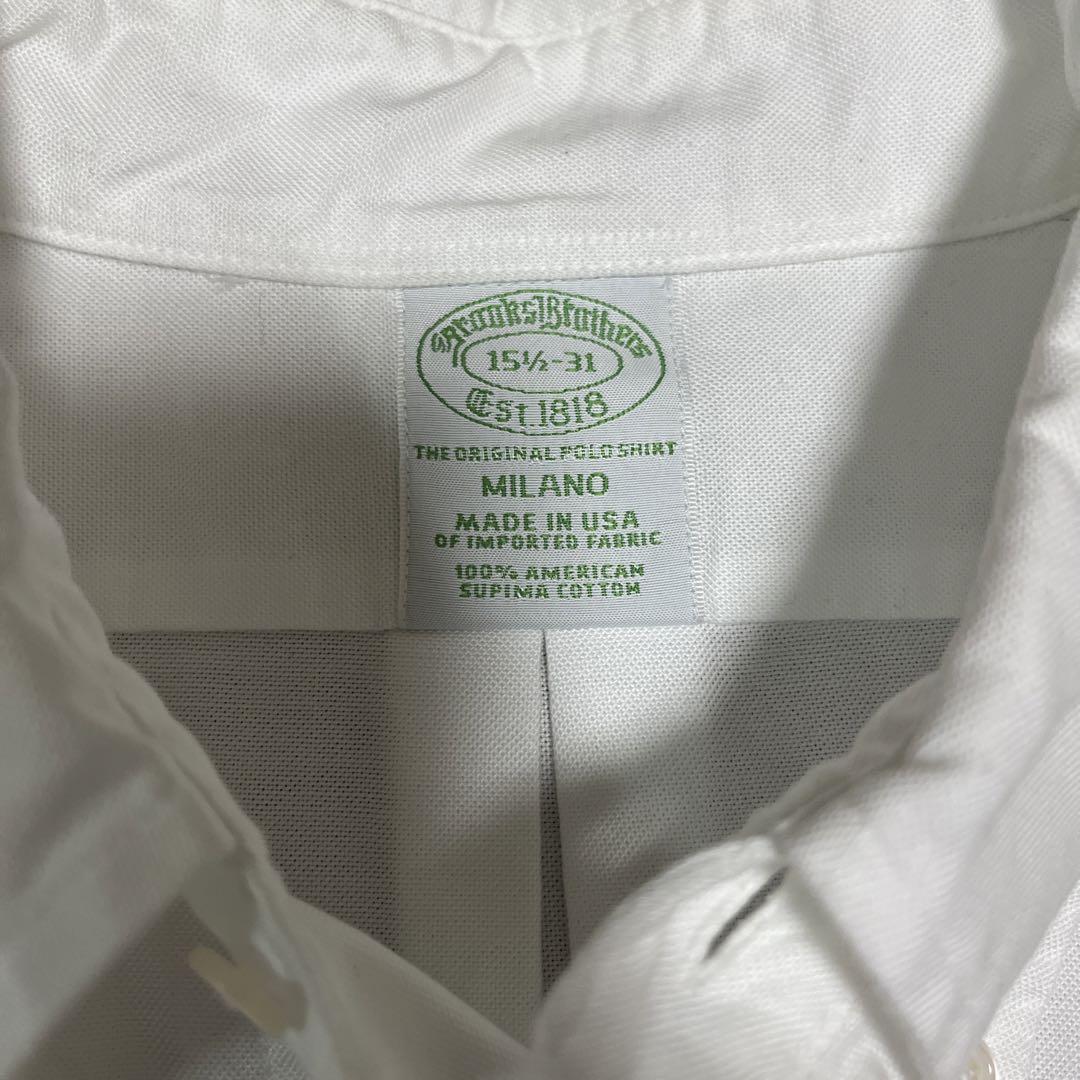 Brooks Brothers
15½-31
Est. 1818
THE ORIGINAL POLO SHIRT
MILANO
MADE IN USA
OF IMPORTED FABRIC
100% AMERICAN
SUPIMA COTTON